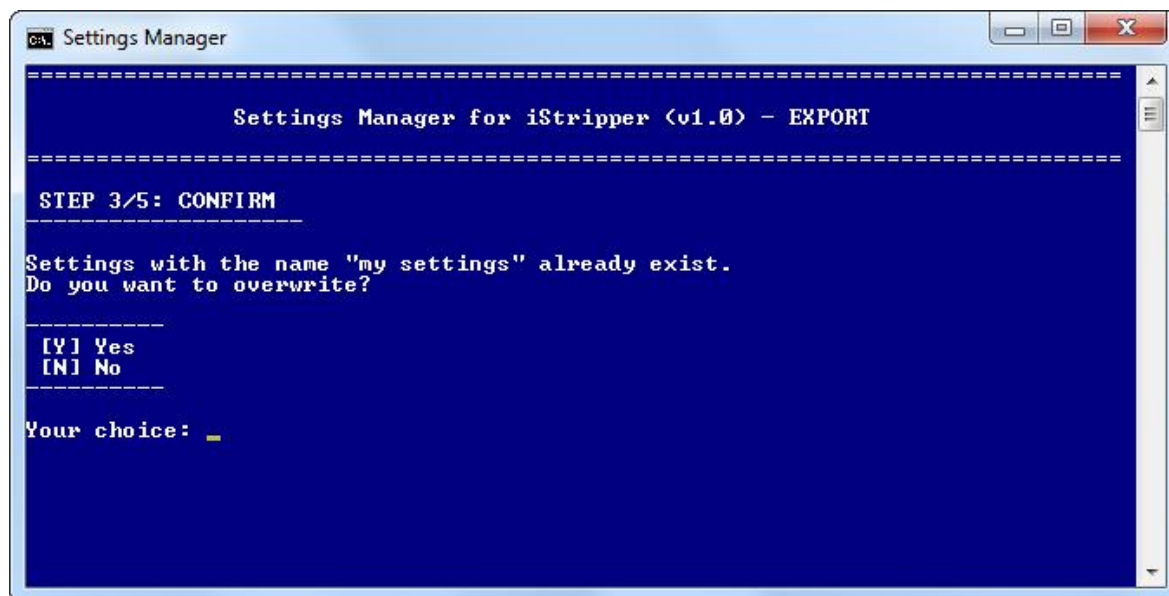 Settings Manager
===============================================================================
Settings Manager for iStripper (v1.0) - EXPORT
===============================================================================
STEP 3/5: CONFIRM
--------------------
Settings with the name "my settings" already exist.
Do you want to overwrite?
----------
[Y] Yes
[N] No
----------
Your choice: _